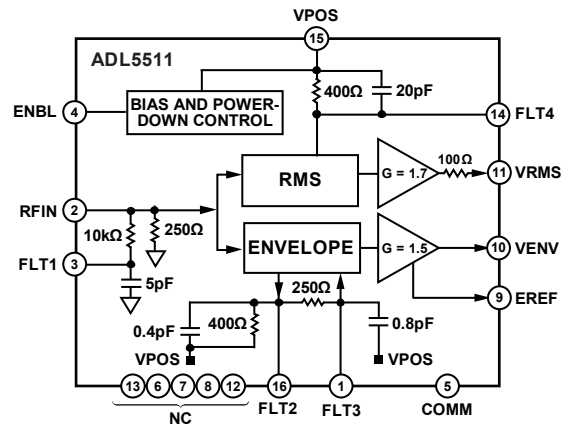 VPOS
15
ADL5511
400Ω
20pF
ENBL
4
BIAS AND POWER-
DOWN CONTROL
14
FLT4
100Ω
RMS
G = 1.7
11
VRMS
RFIN
2
10kΩ
250Ω
ENVELOPE
G = 1.5
10
VENV
FLT1
3
5pF
250Ω
9
EREF
0.4pF
400Ω
0.8pF
VPOS
VPOS
13
6
7
8
12
16
1
5
NC
FLT2
FLT3
COMM